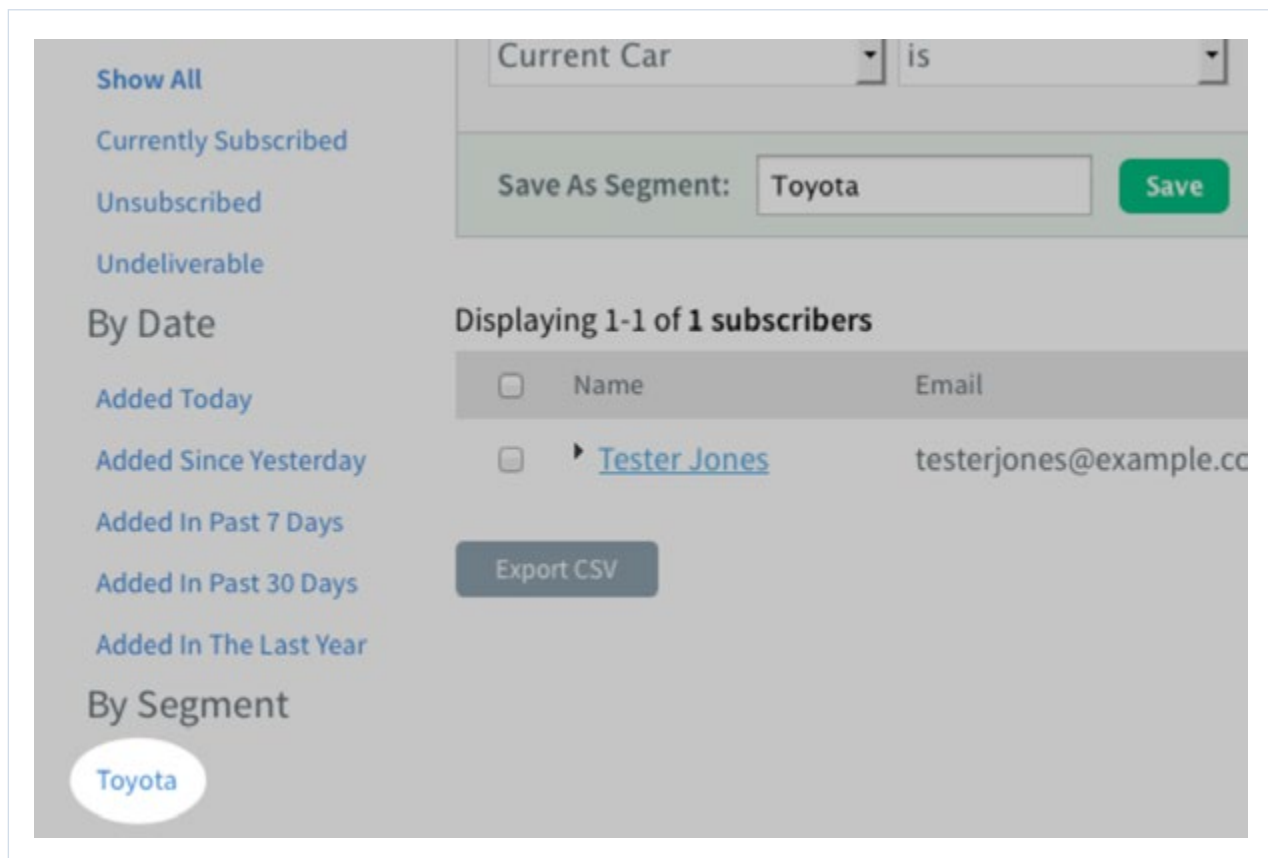 Show All
Currently Subscribed
Unsubscribed
Undeliverable
By Date
Added Today
Added Since Yesterday
Added In Past 7 Days
Added In Past 30 Days
Added In The Last Year
By Segment
Toyota
Current Car is
Save As Segment: Toyota Save
Displaying 1-1 of 1 subscribers
Name Email
Tester Jones testerjones@example.cc
Export CSV